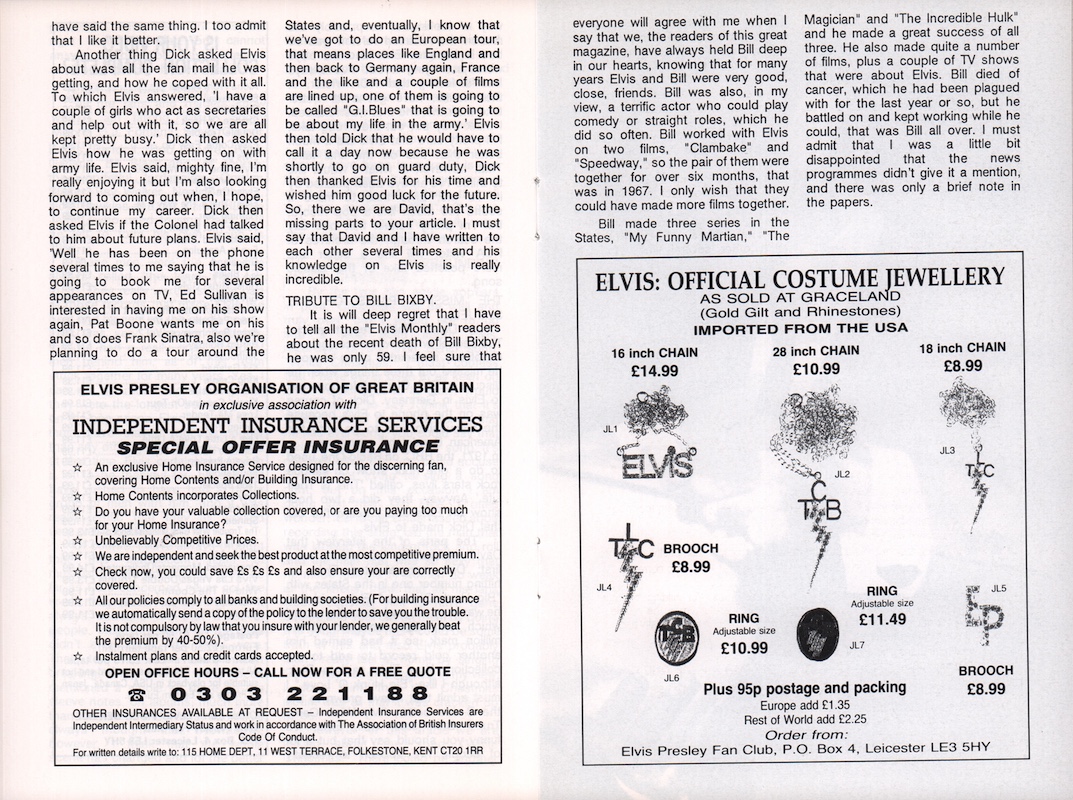 have said the same thing. I too admit
that I like it better.
Another thing Dick asked Elvis
about was all the fan mail he was
getting, and how he coped with it all.
To which Elvis answered, 'I have a
couple of girls who act as secretaries
and help out with it, so we are all
kept pretty busy.' Dick then asked
Elvis how he was getting on with
army life. Elvis said, mighty fine, I'm
really enjoying it but I'm also looking
forward to coming out when, I hope,
to continue my career. Dick then
asked Elvis if the Colonel had talked
to him about future plans. Elvis said,
'Well he has been on the phone
several times to me saying that he is
going to book me for several
appearances on TV, Ed Sullivan is
interested in having me on his show
again, Pat Boone wants me on his
and so does Frank Sinatra, also we're
planning to do a tour around the
States and, eventually, I know that
we've got to do an European tour,
that means places like England and
then back to Germany again, France
and the like and a couple of films
are lined up, one of them is going to
be called "G.I.Blues" that is going to
be about my life in the army.' Elvis
then told Dick that he would have to
call it a day now because he was
shortly to go on guard duty, Dick
then thanked Elvis for his time and
wished him good luck for the future.
So, there we are David, that's the
missing parts to your article. I must
say that David and I have written to
each other several times and his
knowledge on Elvis is really
incredible.
TRIBUTE TO BILL BIXBY.
It is will deep regret that I have
to tell all the "Elvis Monthly" readers
about the recent death of Bill Bixby,
he was only 59. I feel sure that
ELVIS PRESLEY ORGANISATION OF GREAT BRITAIN
in exclusive association with
INDEPENDENT INSURANCE SERVICES
SPECIAL OFFER INSURANCE
☆ An exclusive Home Insurance Service designed for the discerning fan,
covering Home Contents and/or Building Insurance.
☆ Home Contents incorporates Collections.
☆ Do you have your valuable collection covered, or are you paying too much
for your Home Insurance?
☆ Unbelievably Competitive Prices.
☆ We are independent and seek the best product at the most competitive premium.
☆ Check now, you could save £s £s £s and also ensure your are correctly
covered.
☆ All our policies comply to all banks and building societies. (For building insurance
we automatically send a copy of the policy to the lender to save you the trouble.
It is not compulsory by law that you insure with your lender, we generally beat
the premium by 40-50%).
☆ Instalment plans and credit cards accepted.
OPEN OFFICE HOURS – CALL NOW FOR A FREE QUOTE
☎ 0303 221188
OTHER INSURANCES AVAILABLE AT REQUEST – Independent Insurance Services are
Independent Intermediary Status and work in accordance with The Association of British Insurers
Code Of Conduct.
For written details write to: 115 HOME DEPT, 11 WEST TERRACE, FOLKESTONE, KENT CT20 1RR
everyone will agree with me when I
say that we, the readers of this great
magazine, have always held Bill deep
in our hearts, knowing that for many
years Elvis and Bill were very good,
close, friends. Bill was also, in my
view, a terrific actor who could play
comedy or straight roles, which he
did so often. Bill worked with Elvis
on two films, "Clambake" and
"Speedway," so the pair of them were
together for over six months, that
was in 1967. I only wish that they
could have made more films together.
Bill made three series in the
States, "My Funny Martian," "The
Magician" and "The Incredible Hulk"
and he made a great success of all
three. He also made quite a number
of films, plus a couple of TV shows
that were about Elvis. Bill died of
cancer, which he had been plagued
with for the last year or so, but he
battled on and kept working while he
could, that was Bill all over. I must
admit that I was a little bit
disappointed that the news
programmes didn't give it a mention,
and there was only a brief note in
the papers.
ELVIS: OFFICIAL COSTUME JEWELLERY
AS SOLD AT GRACELAND
(Gold Gilt and Rhinestones)
IMPORTED FROM THE USA
16 inch CHAIN
£14.99
28 inch CHAIN
£10.99
18 inch CHAIN
£8.99
JL1
ELVIS
JL2
TCB
JL3
TLC
TLC
BROOCH
£8.99
JL4
TCB
RING
Adjustable size
£10.99
JL6
RING
Adjustable size
£11.49
JL7
JL5
EP
BROOCH
£8.99
Plus 95p postage and packing
Europe add £1.35
Rest of World add £2.25
Order from:
Elvis Presley Fan Club, P.O. Box 4, Leicester LE3 5HY